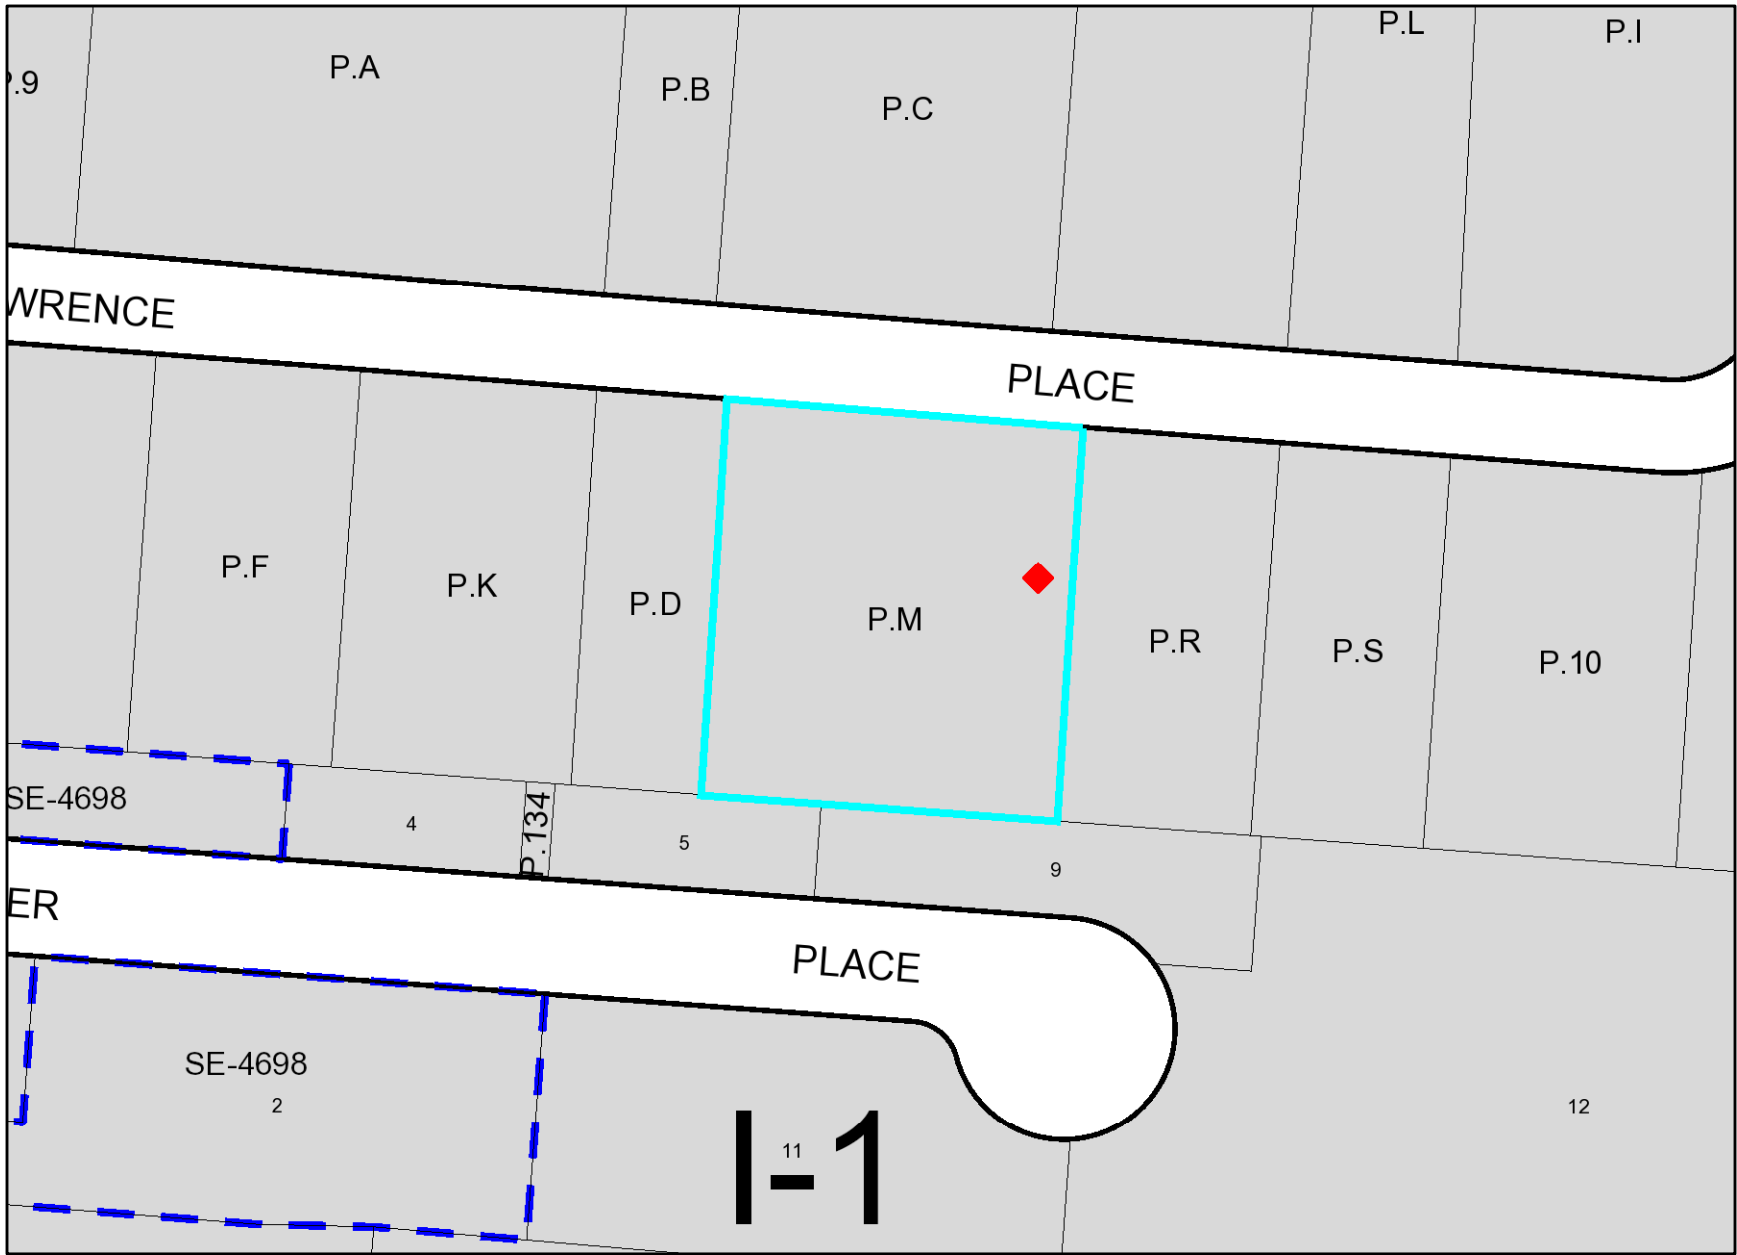 P.L
P.I
P.A
P.9
P.B
P.C
WRENCE
PLACE
P.F
P.K
P.D
P.M
P.R
P.S
P.10
SE-4698
4
P.134
5
9
ER
PLACE
SE-4698
2
11
I-1
12